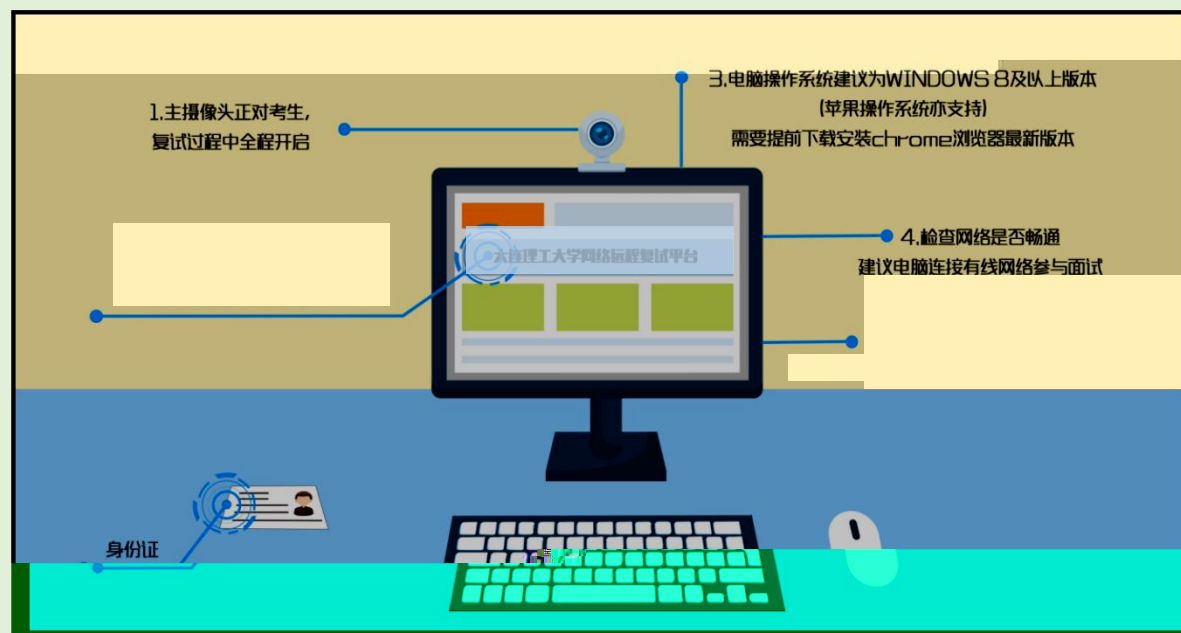 1.主摄像头正对考生,
复试过程中全程开启
3.电脑操作系统建议为WINDOWS 8及以上版本
(苹果操作系统亦支持)
需要提前下载安装chrome浏览器最新版本
大连理工大学网络远程复试平台
4.检查网络是否畅通
建议电脑连接有线网络参与面试
身份证